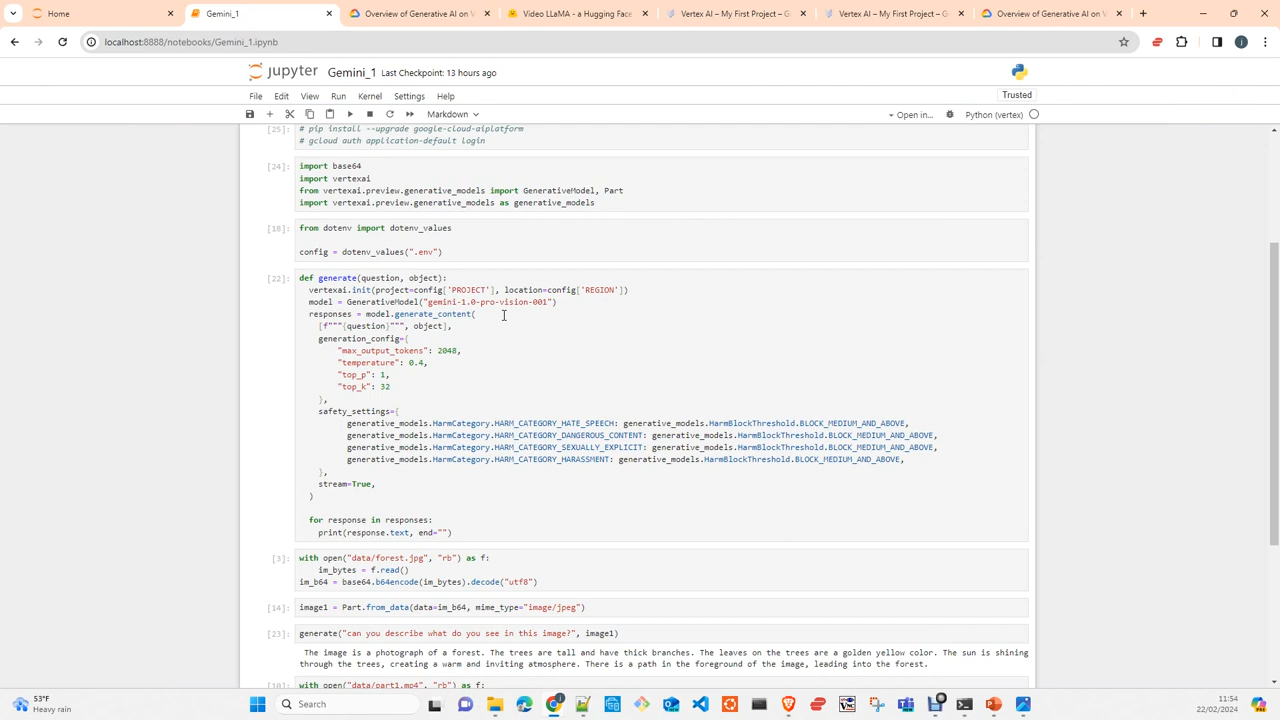 Home
Gemini_1
Overview of Generative AI on V
Video LLaMA - a Hugging Face
Vertex AI – My First Project – G
Vertex AI – My First Project – G
Overview of Generative AI on V
localhost:8888/notebooks/Gemini_1.ipynb
jupyter Gemini_1 Last Checkpoint: 13 hours ago
Trusted
File Edit View Run Kernel Settings Help
Markdown Open in... Python (vertex)
[25]: # pip install --upgrade google-cloud-aiplatform
# gcloud auth application-default login
[24]: import base64
import vertexai
from vertexai.preview.generative_models import GenerativeModel, Part
import vertexai.preview.generative_models as generative_models
[18]: from dotenv import dotenv_values
config = dotenv_values(".env")
[22]: def generate(question, object):
vertexai.init(project=config['PROJECT'], location=config['REGION'])
model = GenerativeModel("gemini-1.0-pro-vision-001")
responses = model.generate_content(
[f"""{question}""", object],
generation_config={
"max_output_tokens": 2048,
"temperature": 0.4,
"top_p": 1,
"top_k": 32
},
safety_settings={
generative_models.HarmCategory.HARM_CATEGORY_HATE_SPEECH: generative_models.HarmBlockThreshold.BLOCK_MEDIUM_AND_ABOVE,
generative_models.HarmCategory.HARM_CATEGORY_DANGEROUS_CONTENT: generative_models.HarmBlockThreshold.BLOCK_MEDIUM_AND_ABOVE,
generative_models.HarmCategory.HARM_CATEGORY_SEXUALLY_EXPLICIT: generative_models.HarmBlockThreshold.BLOCK_MEDIUM_AND_ABOVE,
generative_models.HarmCategory.HARM_CATEGORY_HARASSMENT: generative_models.HarmBlockThreshold.BLOCK_MEDIUM_AND_ABOVE,
},
stream=True,
)
for response in responses:
print(response.text, end="")
[3]: with open("data/forest.jpg", "rb") as f:
im_bytes = f.read()
im_b64 = base64.b64encode(im_bytes).decode("utf8")
[14]: image1 = Part.from_data(data=im_b64, mime_type="image/jpeg")
[23]: generate("can you describe what do you see in this image?", image1)
The image is a photograph of a forest. The trees are tall and have thick branches. The leaves on the trees are a golden yellow color. The sun is shining
through the trees, creating a warm and inviting atmosphere. There is a path in the foreground of the image, leading into the forest.
[10]: with open("data/part1.mp4", "rb") as f:
53°F
Heavy rain
Search
11:54
22/02/2024